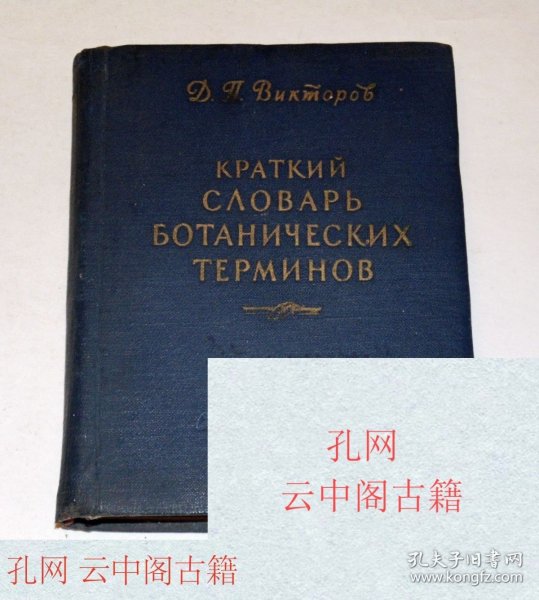 Д. П. Викторов
КРАТКИЙ
СЛОВАРЬ
БОТАНИЧЕСКИХ
ТЕРМИНОВ
孔网
云中阁古籍
孔网 云中阁古籍
孔夫子旧书网
www.kongfz.com